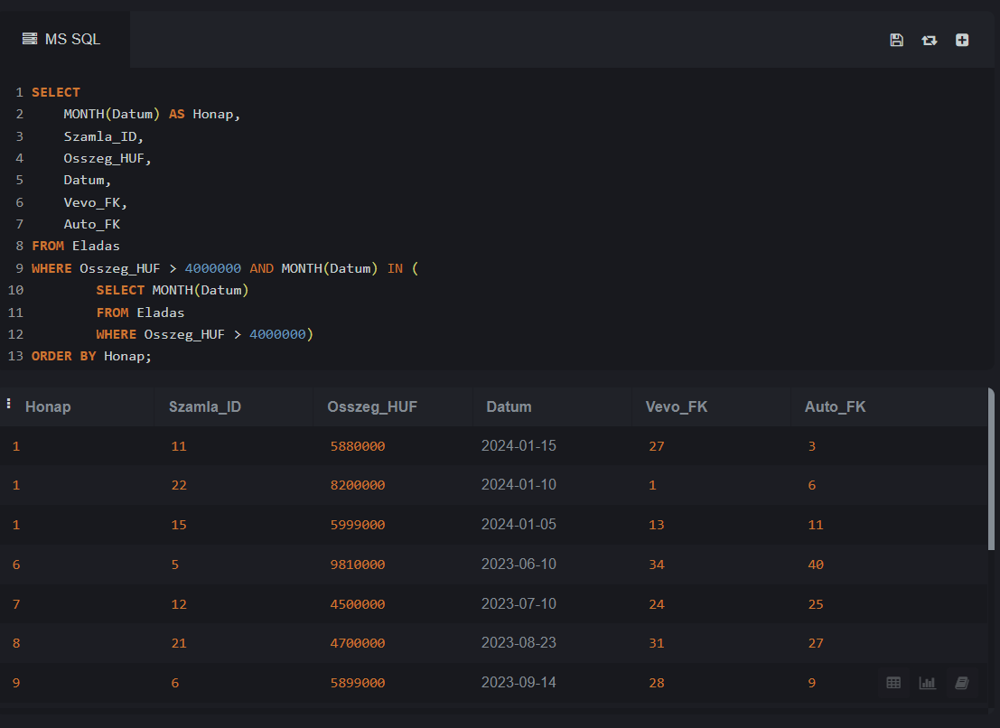 MS SQL
1 SELECT
2 MONTH(Datum) AS Honap,
3 Szamla_ID,
4 Osszeg_HUF,
5 Datum,
6 Vevo_FK,
7 Auto_FK
8 FROM Eladas
9 WHERE Osszeg_HUF > 4000000 AND MONTH(Datum) IN (
10 SELECT MONTH(Datum)
11 FROM Eladas
12 WHERE Osszeg_HUF > 4000000)
13 ORDER BY Honap;
Honap Szamla_ID Osszeg_HUF Datum Vevo_FK Auto_FK
1 11 5880000 2024-01-15 27 3
1 22 8200000 2024-01-10 1 6
1 15 5999000 2024-01-05 13 11
6 5 9810000 2023-06-10 34 40
7 12 4500000 2023-07-10 24 25
8 21 4700000 2023-08-23 31 27
9 6 5899000 2023-09-14 28 9